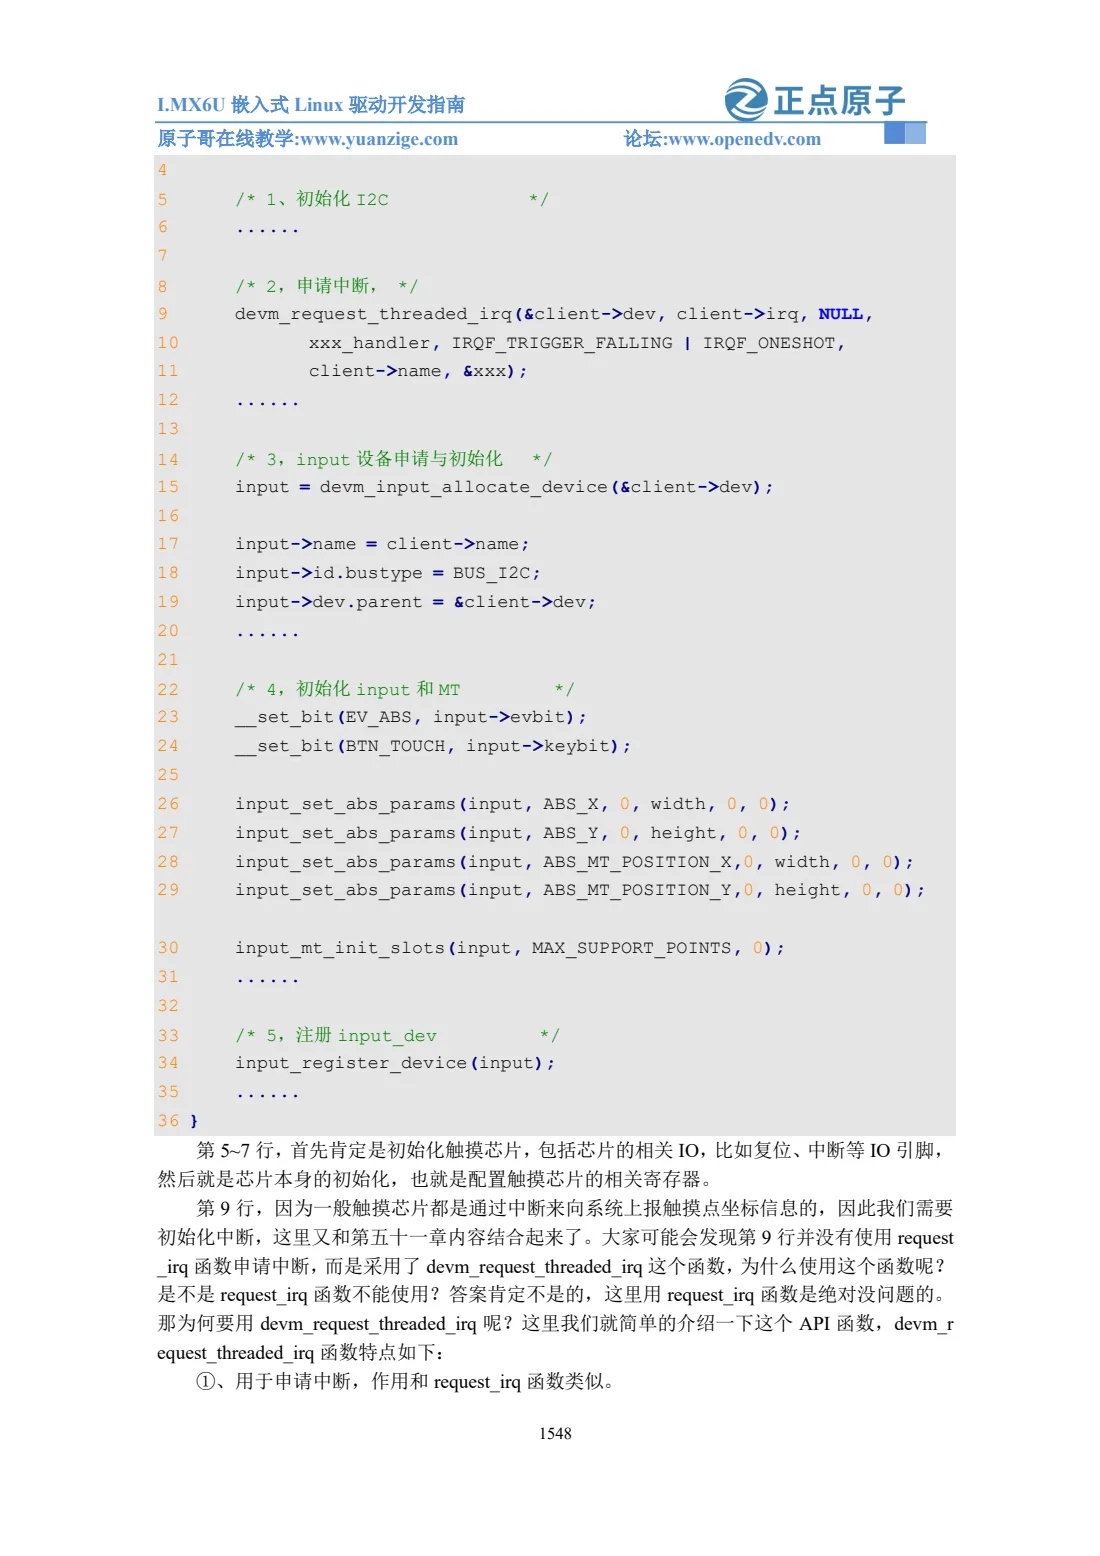 I.MX6U 嵌入式 Linux 驱动开发指南
正点原子
原子哥在线教学:www.yuanzige.com 论坛:www.openedv.com
4
5 /* 1、初始化 I2C */
6 ......
7
8 /* 2，申请中断， */
9 devm_request_threaded_irq(&client->dev, client->irq, NULL,
10 xxx_handler, IRQF_TRIGGER_FALLING | IRQF_ONESHOT,
11 client->name, &xxx);
12 ......
13
14 /* 3，input 设备申请与初始化 */
15 input = devm_input_allocate_device(&client->dev);
16
17 input->name = client->name;
18 input->id.bustype = BUS_I2C;
19 input->dev.parent = &client->dev;
20 ......
21
22 /* 4，初始化 input 和 MT */
23 __set_bit(EV_ABS, input->evbit);
24 __set_bit(BTN_TOUCH, input->keybit);
25
26 input_set_abs_params(input, ABS_X, 0, width, 0, 0);
27 input_set_abs_params(input, ABS_Y, 0, height, 0, 0);
28 input_set_abs_params(input, ABS_MT_POSITION_X,0, width, 0, 0);
29 input_set_abs_params(input, ABS_MT_POSITION_Y,0, height, 0, 0);
30 input_mt_init_slots(input, MAX_SUPPORT_POINTS, 0);
31 ......
32
33 /* 5，注册 input_dev */
34 input_register_device(input);
35 ......
36 }
第 5~7 行，首先肯定是初始化触摸芯片，包括芯片的相关 IO，比如复位、中断等 IO 引脚，
然后就是芯片本身的初始化，也就是配置触摸芯片的相关寄存器。
第 9 行，因为一般触摸芯片都是通过中断来向系统上报触摸点坐标信息的，因此我们需要
初始化中断，这里又和第五十一章内容结合起来了。大家可能会发现第 9 行并没有使用 request
_irq 函数申请中断，而是采用了 devm_request_threaded_irq 这个函数，为什么使用这个函数呢？
是不是 request_irq 函数不能使用？答案肯定不是的，这里用 request_irq 函数是绝对没问题的。
那为何要用 devm_request_threaded_irq 呢？这里我们就简单的介绍一下这个 API 函数，devm_r
equest_threaded_irq 函数特点如下：
①、用于申请中断，作用和 request_irq 函数类似。
1548